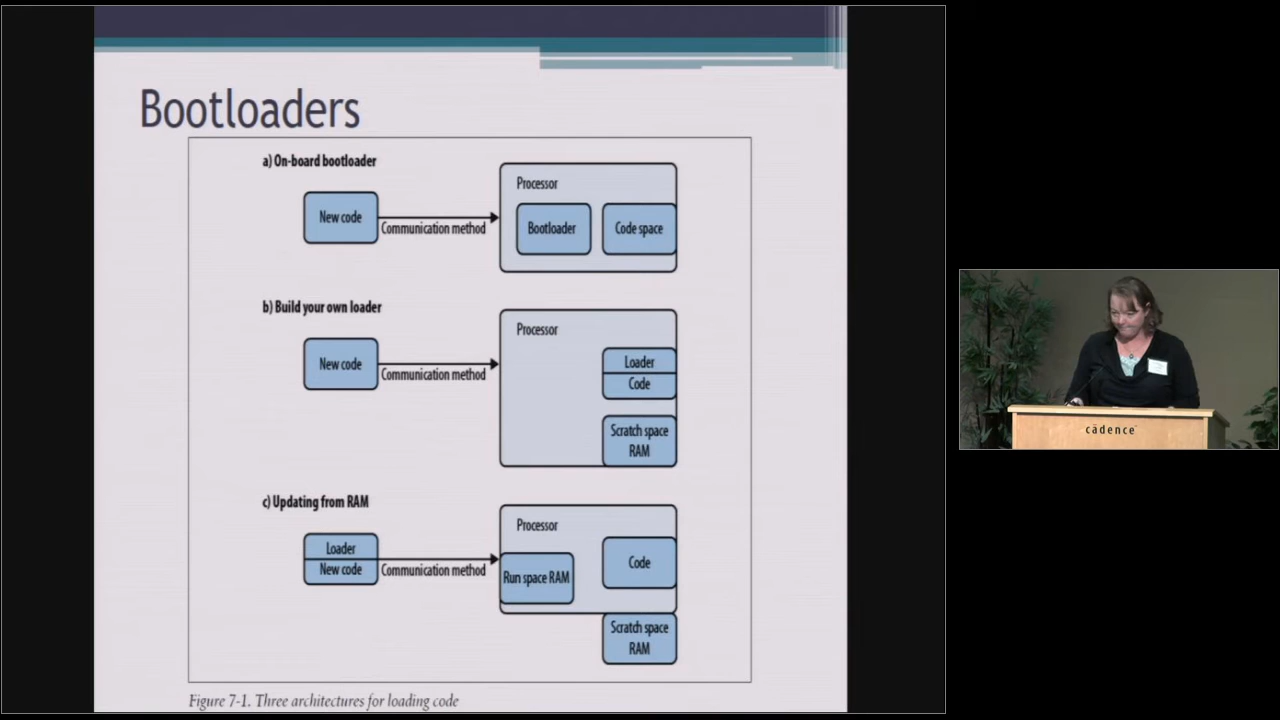 Bootloaders
a) On-board bootloader
New code
Communication method
Processor
Bootloader
Code space
b) Build your own loader
New code
Communication method
Processor
Loader
Code
Scratch space
RAM
c) Updating from RAM
Loader
New code
Communication method
Processor
Run space RAM
Code
Scratch space
RAM
Figure 7-1. Three architectures for loading code
cādence